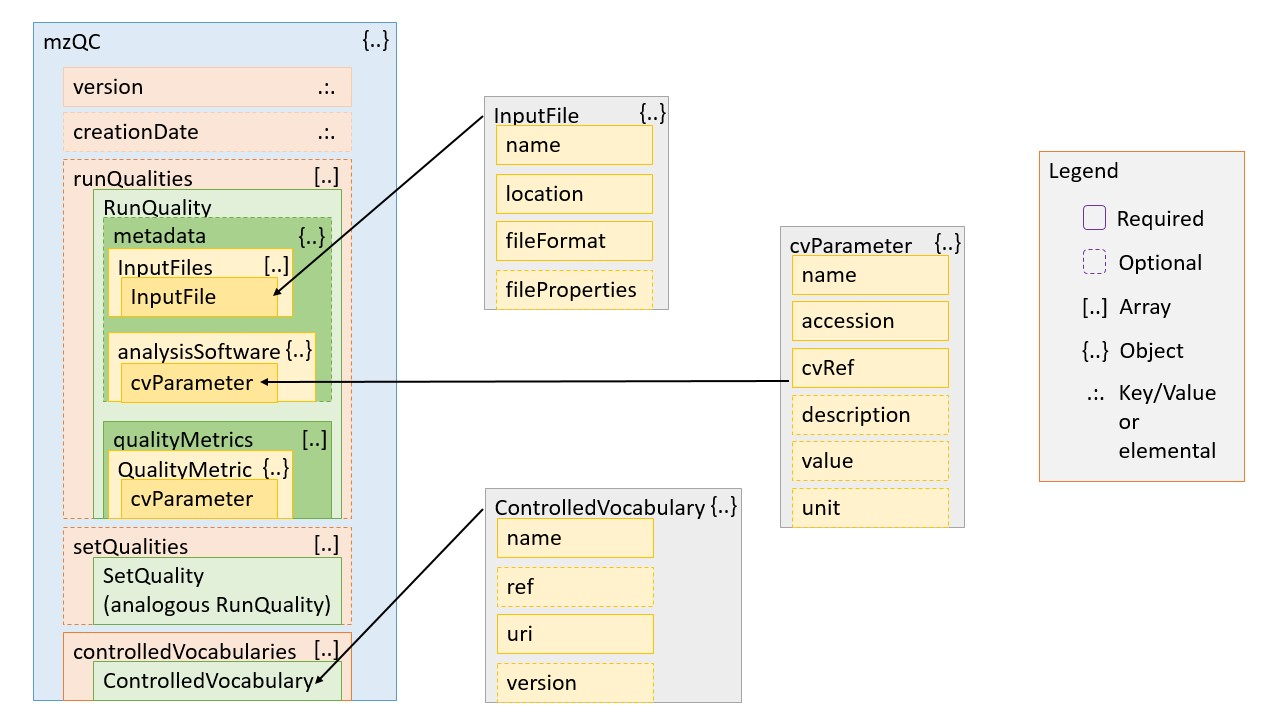 mzQC {..}
version .:.
creationDate .:.
runQualities [..]
RunQuality
metadata {..}
InputFiles [..]
InputFile
analysisSoftware {..}
cvParameter
qualityMetrics [..]
QualityMetric {..}
cvParameter
setQualities [..]
SetQuality
(analogous RunQuality)
controlledVocabularies [..]
ControlledVocabulary
InputFile {..}
name
location
fileFormat
fileProperties
ControlledVocabulary {..}
name
ref
uri
version
cvParameter {..}
name
accession
cvRef
description
value
unit
Legend
Required
Optional
[..] Array
{..} Object
.:. Key/Value
or
elemental